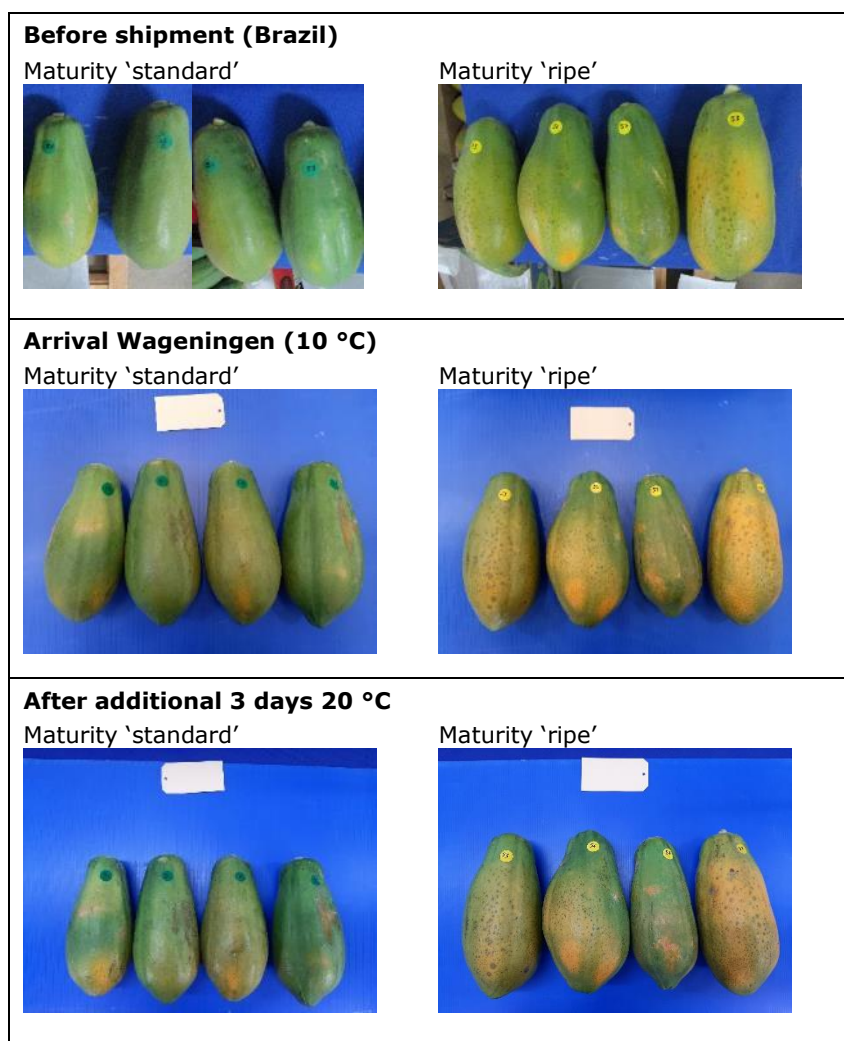 Before shipment (Brazil)
Maturity ‘standard’
Maturity ‘ripe’
Arrival Wageningen (10 °C)
Maturity ‘standard’
Maturity ‘ripe’
After additional 3 days 20 °C
Maturity ‘standard’
Maturity ‘ripe’